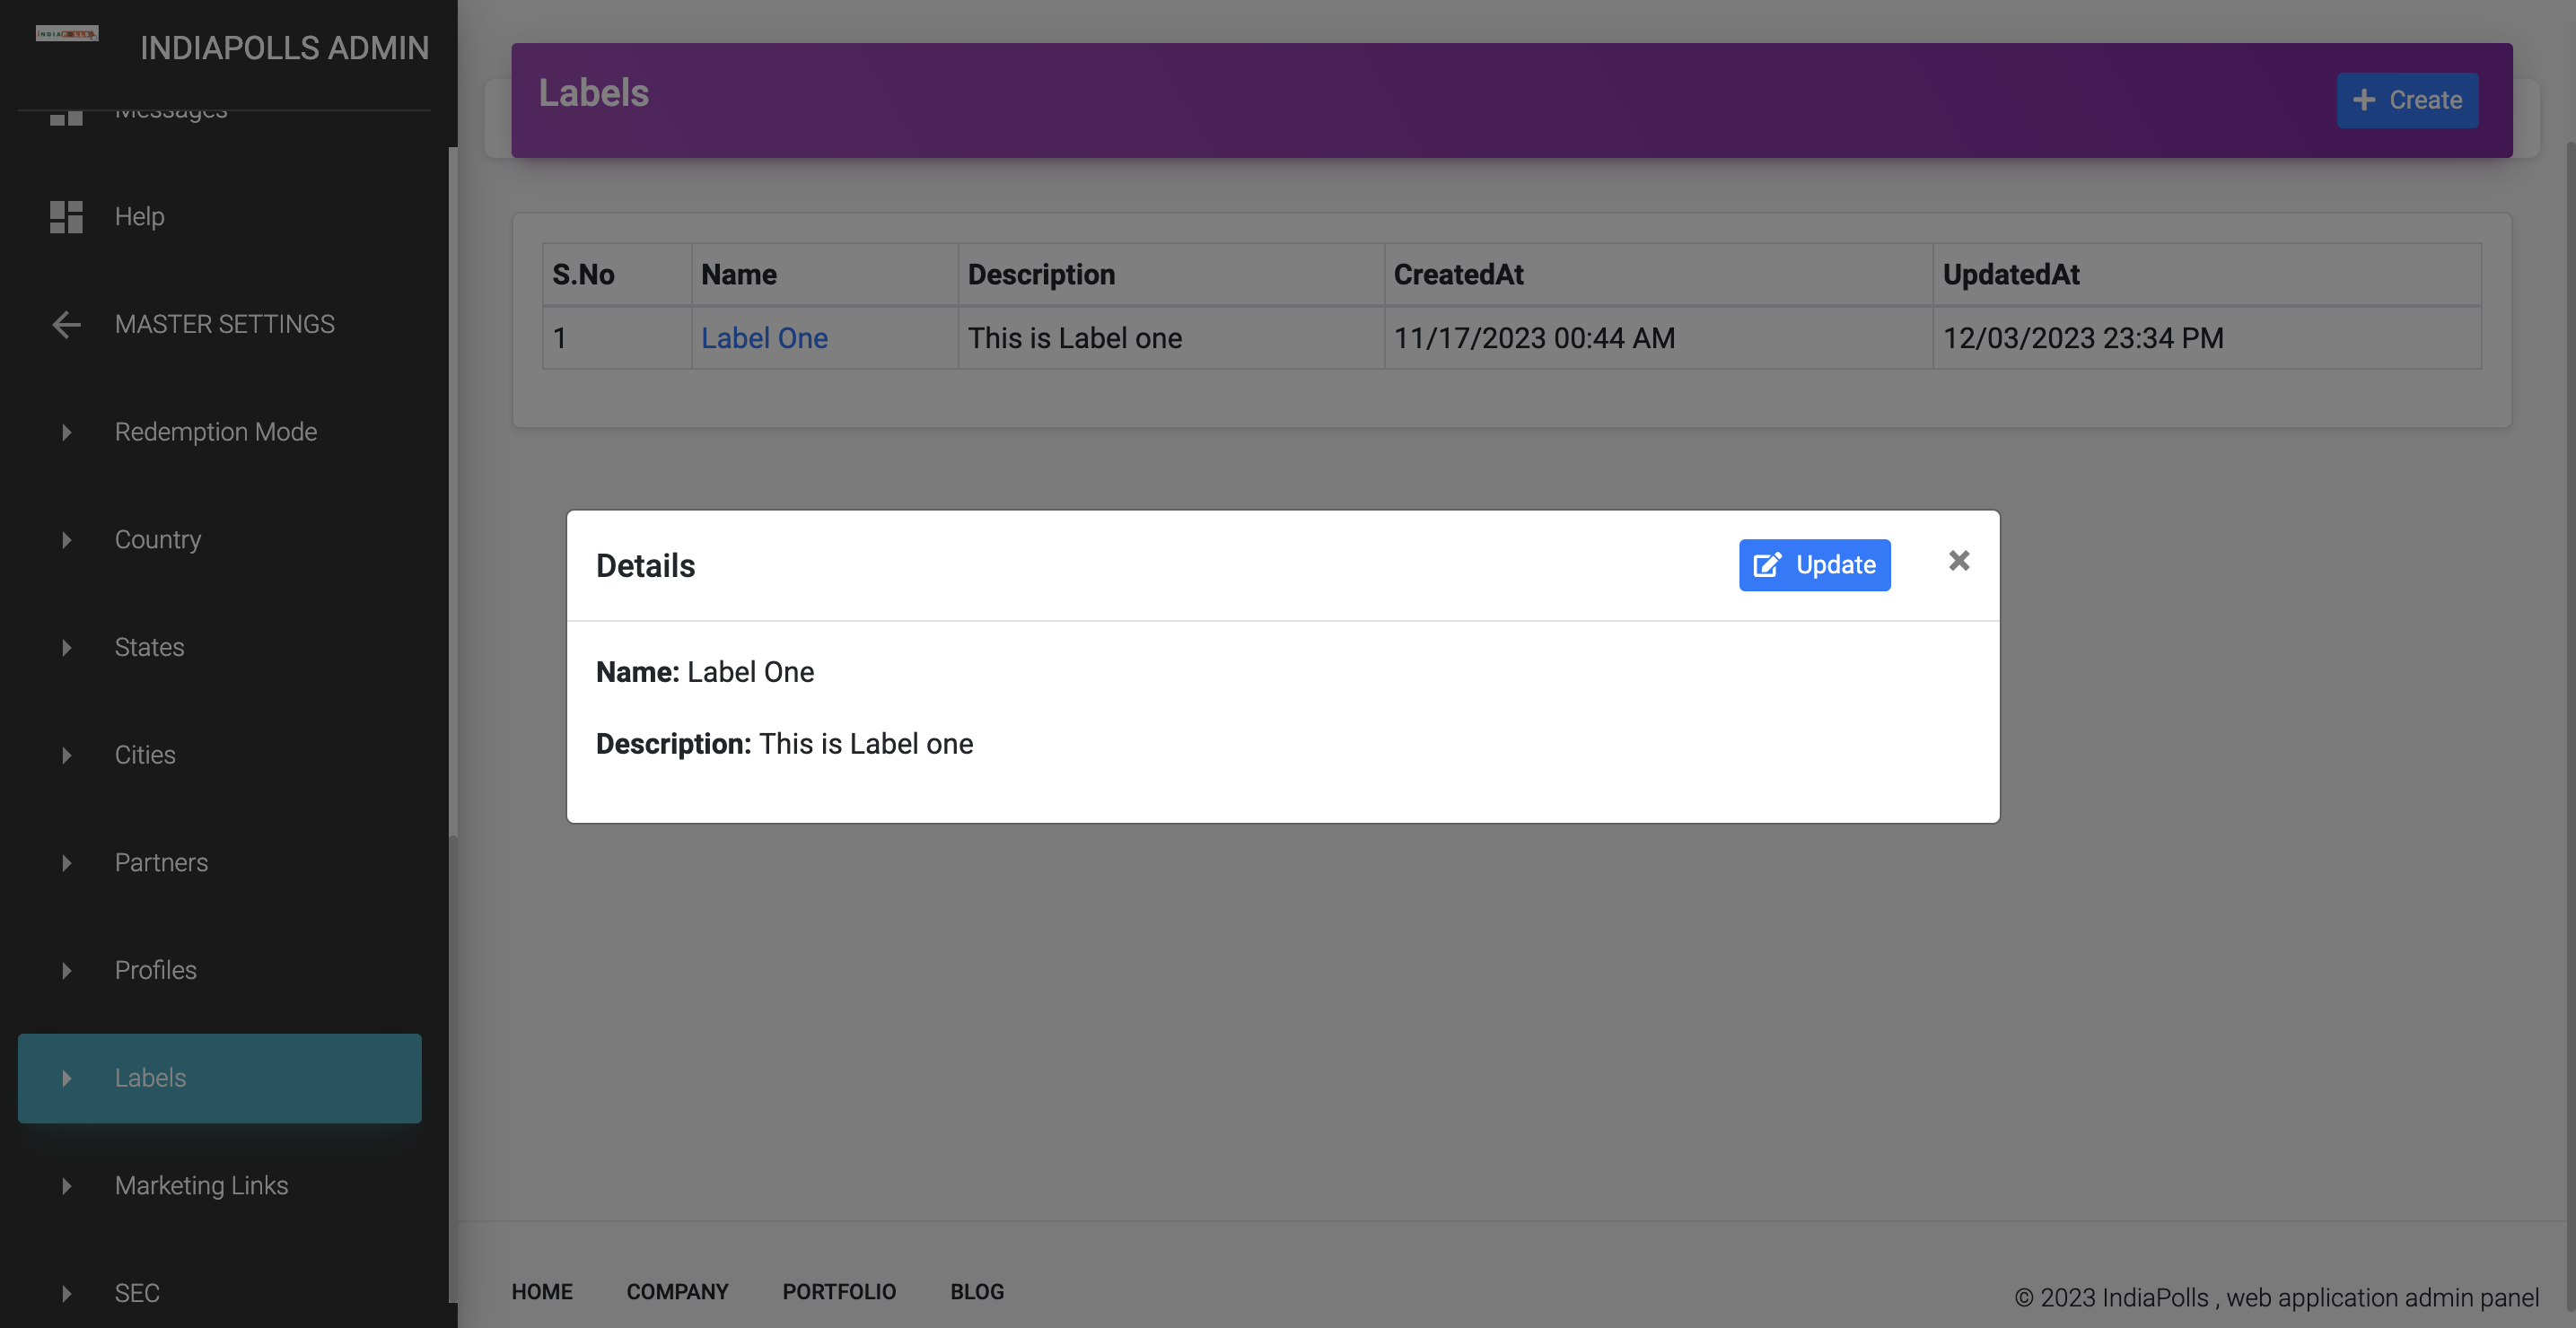 INDIAPOLLS
INDIAPOLLS ADMIN
Messages
Help
MASTER SETTINGS
Redemption Mode
Country
States
Cities
Partners
Profiles
Labels
Marketing Links
SEC
Labels
Create
S.No Name Description CreatedAt UpdatedAt
1 Label One This is Label one 11/17/2023 00:44 AM 12/03/2023 23:34 PM
Details
Update
Name: Label One
Description: This is Label one
HOME COMPANY PORTFOLIO BLOG
© 2023 IndiaPolls , web application admin panel